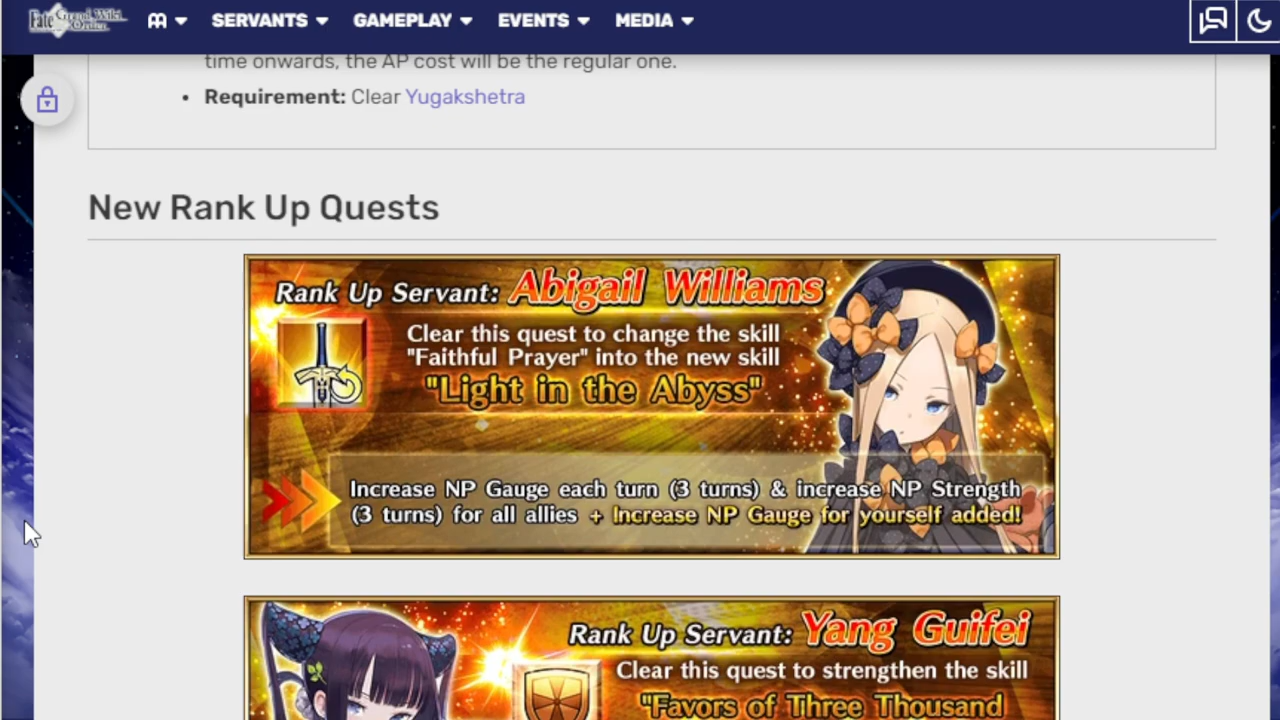 Fate Grand Wiki
Order
SERVANTS
GAMEPLAY
EVENTS
MEDIA
time onwards, the AP cost will be the regular one.
• Requirement: Clear Yugakshetra
New Rank Up Quests
Rank Up Servant: Abigail Williams
Clear this quest to change the skill
"Faithful Prayer" into the new skill
"Light in the Abyss"
Increase NP Gauge each turn (3 turns) & increase NP Strength
(3 turns) for all allies + Increase NP Gauge for yourself added!
Rank Up Servant: Yang Guifei
Clear this quest to strengthen the skill
"Favors of Three Thousand